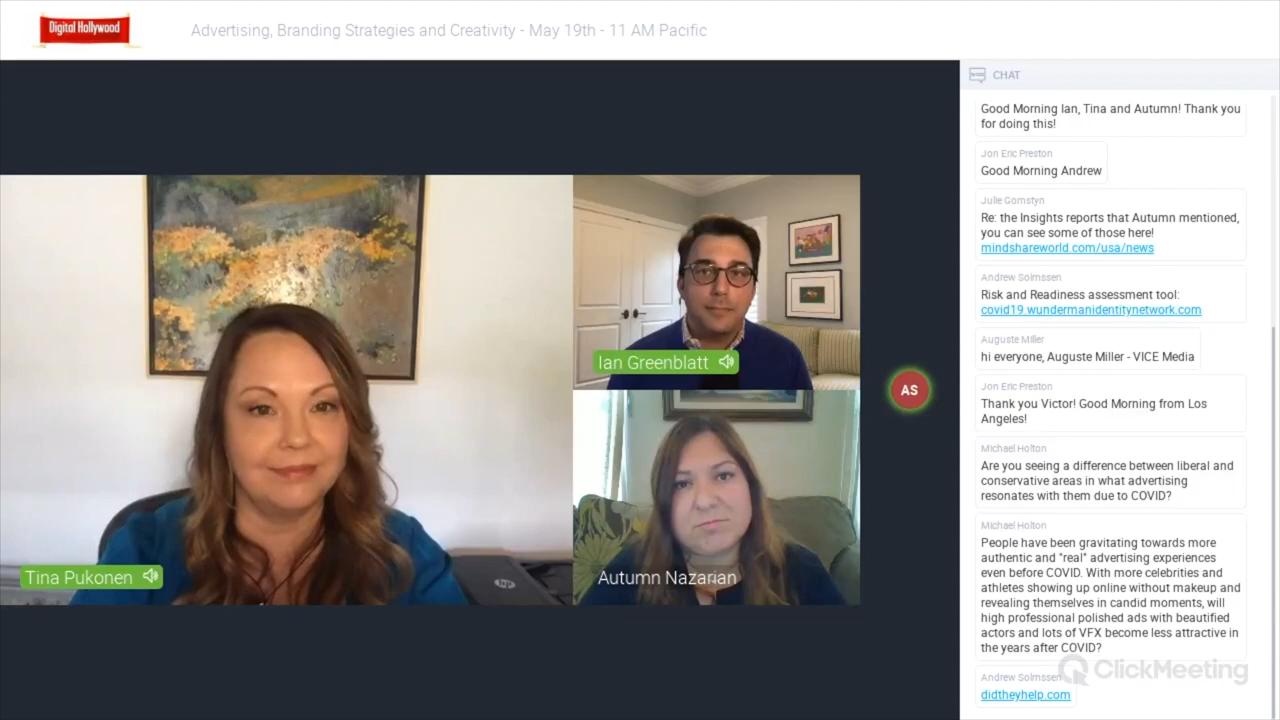 Digital Hollywood
Advertising, Branding Strategies and Creativity - May 19th - 11 AM Pacific
CHAT
Good Morning Ian, Tina and Autumn! Thank you
for doing this!
Jon Eric Preston
Good Morning Andrew
Julie Gomstyn
Re: the Insights reports that Autumn mentioned,
you can see some of those here!
mindshareworld.com/usa/news
Andrew Solmssen
Risk and Readiness assessment tool:
covid19.wundermanidentitynetwork.com
Auguste Miller
hi everyone, Auguste Miller - VICE Media
Jon Eric Preston
Thank you Victor! Good Morning from Los
Angeles!
Michael Holton
Are you seeing a difference between liberal and
conservative areas in what advertising
resonates with them due to COVID?
Michael Holton
People have been gravitating towards more
authentic and "real" advertising experiences
even before COVID. With more celebrities and
athletes showing up online without makeup and
revealing themselves in candid moments, will
high professional polished ads with beautified
actors and lots of VFX become less attractive in
the years after COVID?
Andrew Solmssen
didtheyhelp.com
ClickMeeting
Ian Greenblatt
AS
Tina Pukonen
Autumn Nazarian
hp